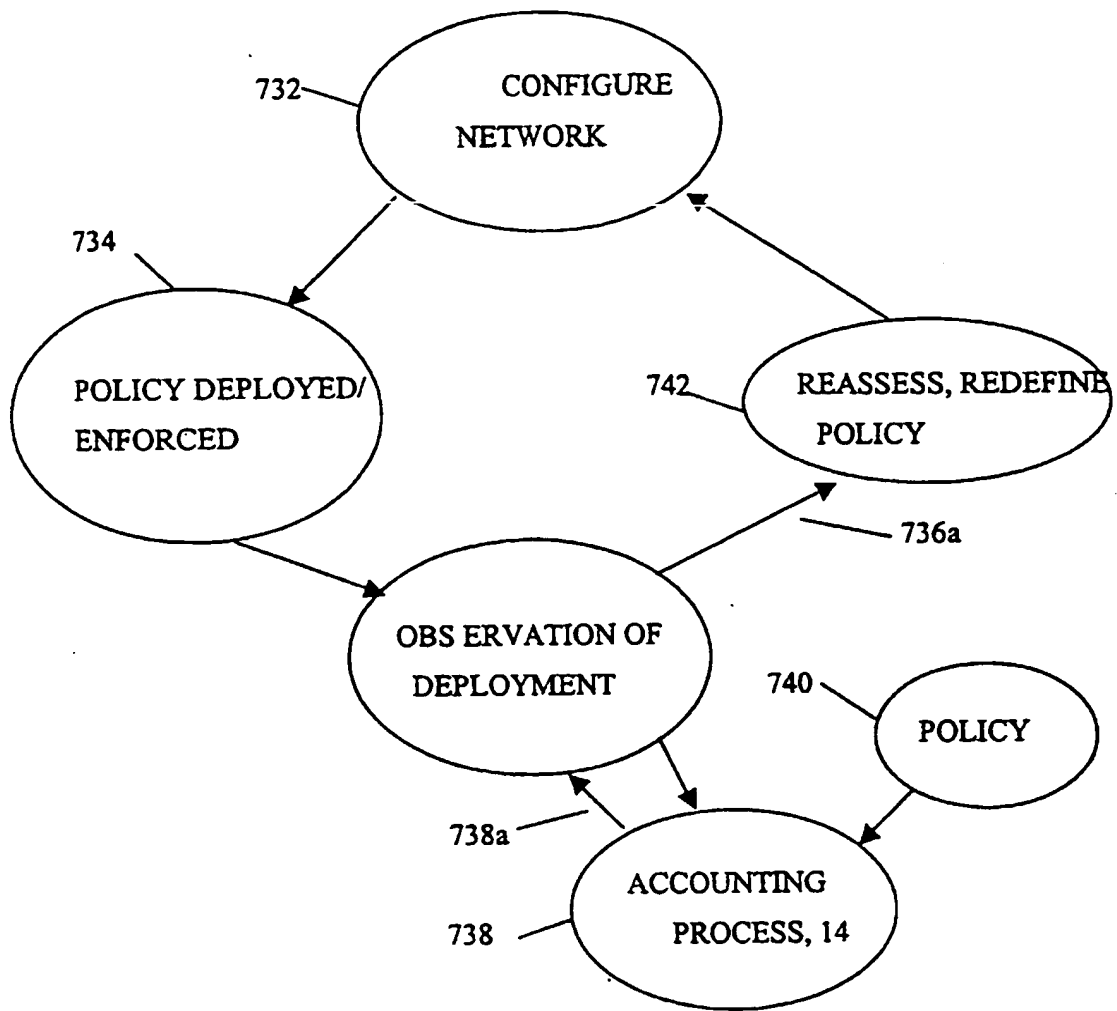 732
CONFIGURE
NETWORK
734
POLICY DEPLOYED/
ENFORCED
742
REASSESS, REDEFINE
POLICY
736a
OBS ERVATION OF
DEPLOYMENT
740
POLICY
738a
ACCOUNTING
PROCESS, 14
738